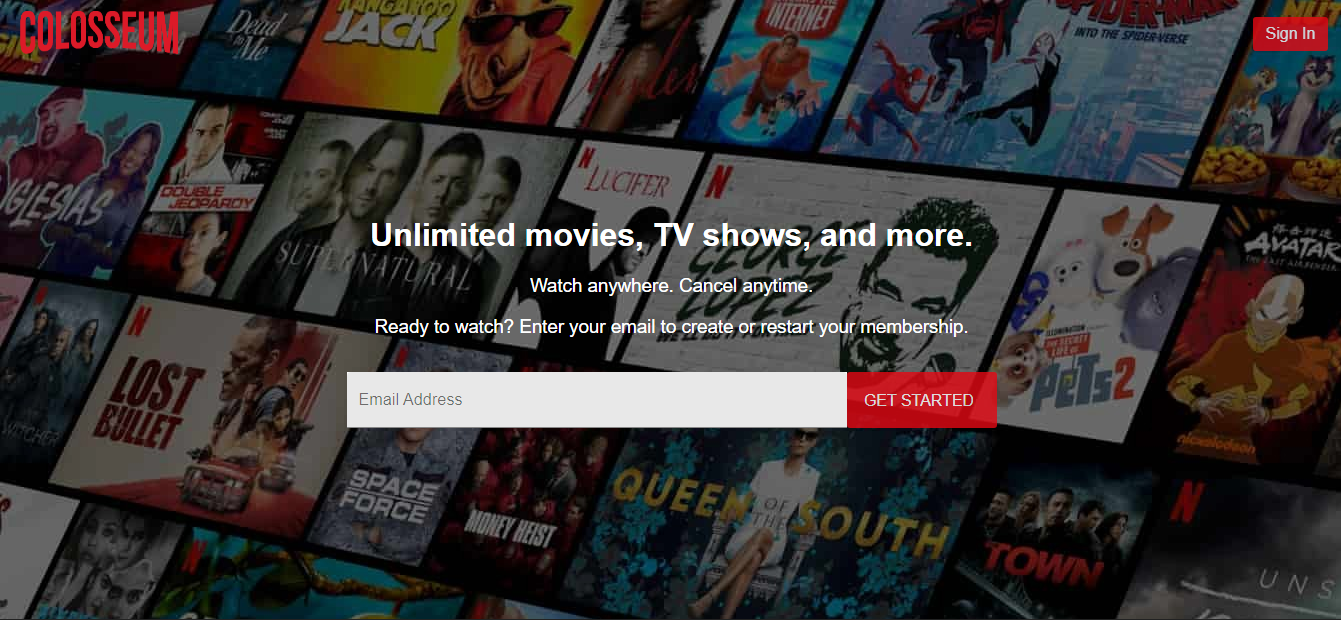 COLOSSEUM
Sign In
Dead to Me
KANGAROO
JACK
INTERNET
SPIDER-MAN
INTO THE SPIDER-VERSE
NUT
IGLESIAS
DOUBLE
JEOPARDY
SUPERNATURAL
N
LUCIFER
N
GEORGE
LOPEZ
AVATAR
THE LAST AIRBENDER
nickelodeon
Unlimited movies, TV shows, and more.
Watch anywhere. Cancel anytime.
Ready to watch? Enter your email to create or restart your membership.
Email Address
GET STARTED
ILLUMINATION
THE SECRET
LIFE OF
PETS 2
WITCHER
N
LOST
BULLET
SPACE
FORCE
MONEY HEIST
QUEEN
OF
THE
SOUTH
TOWN
N
N
UNS